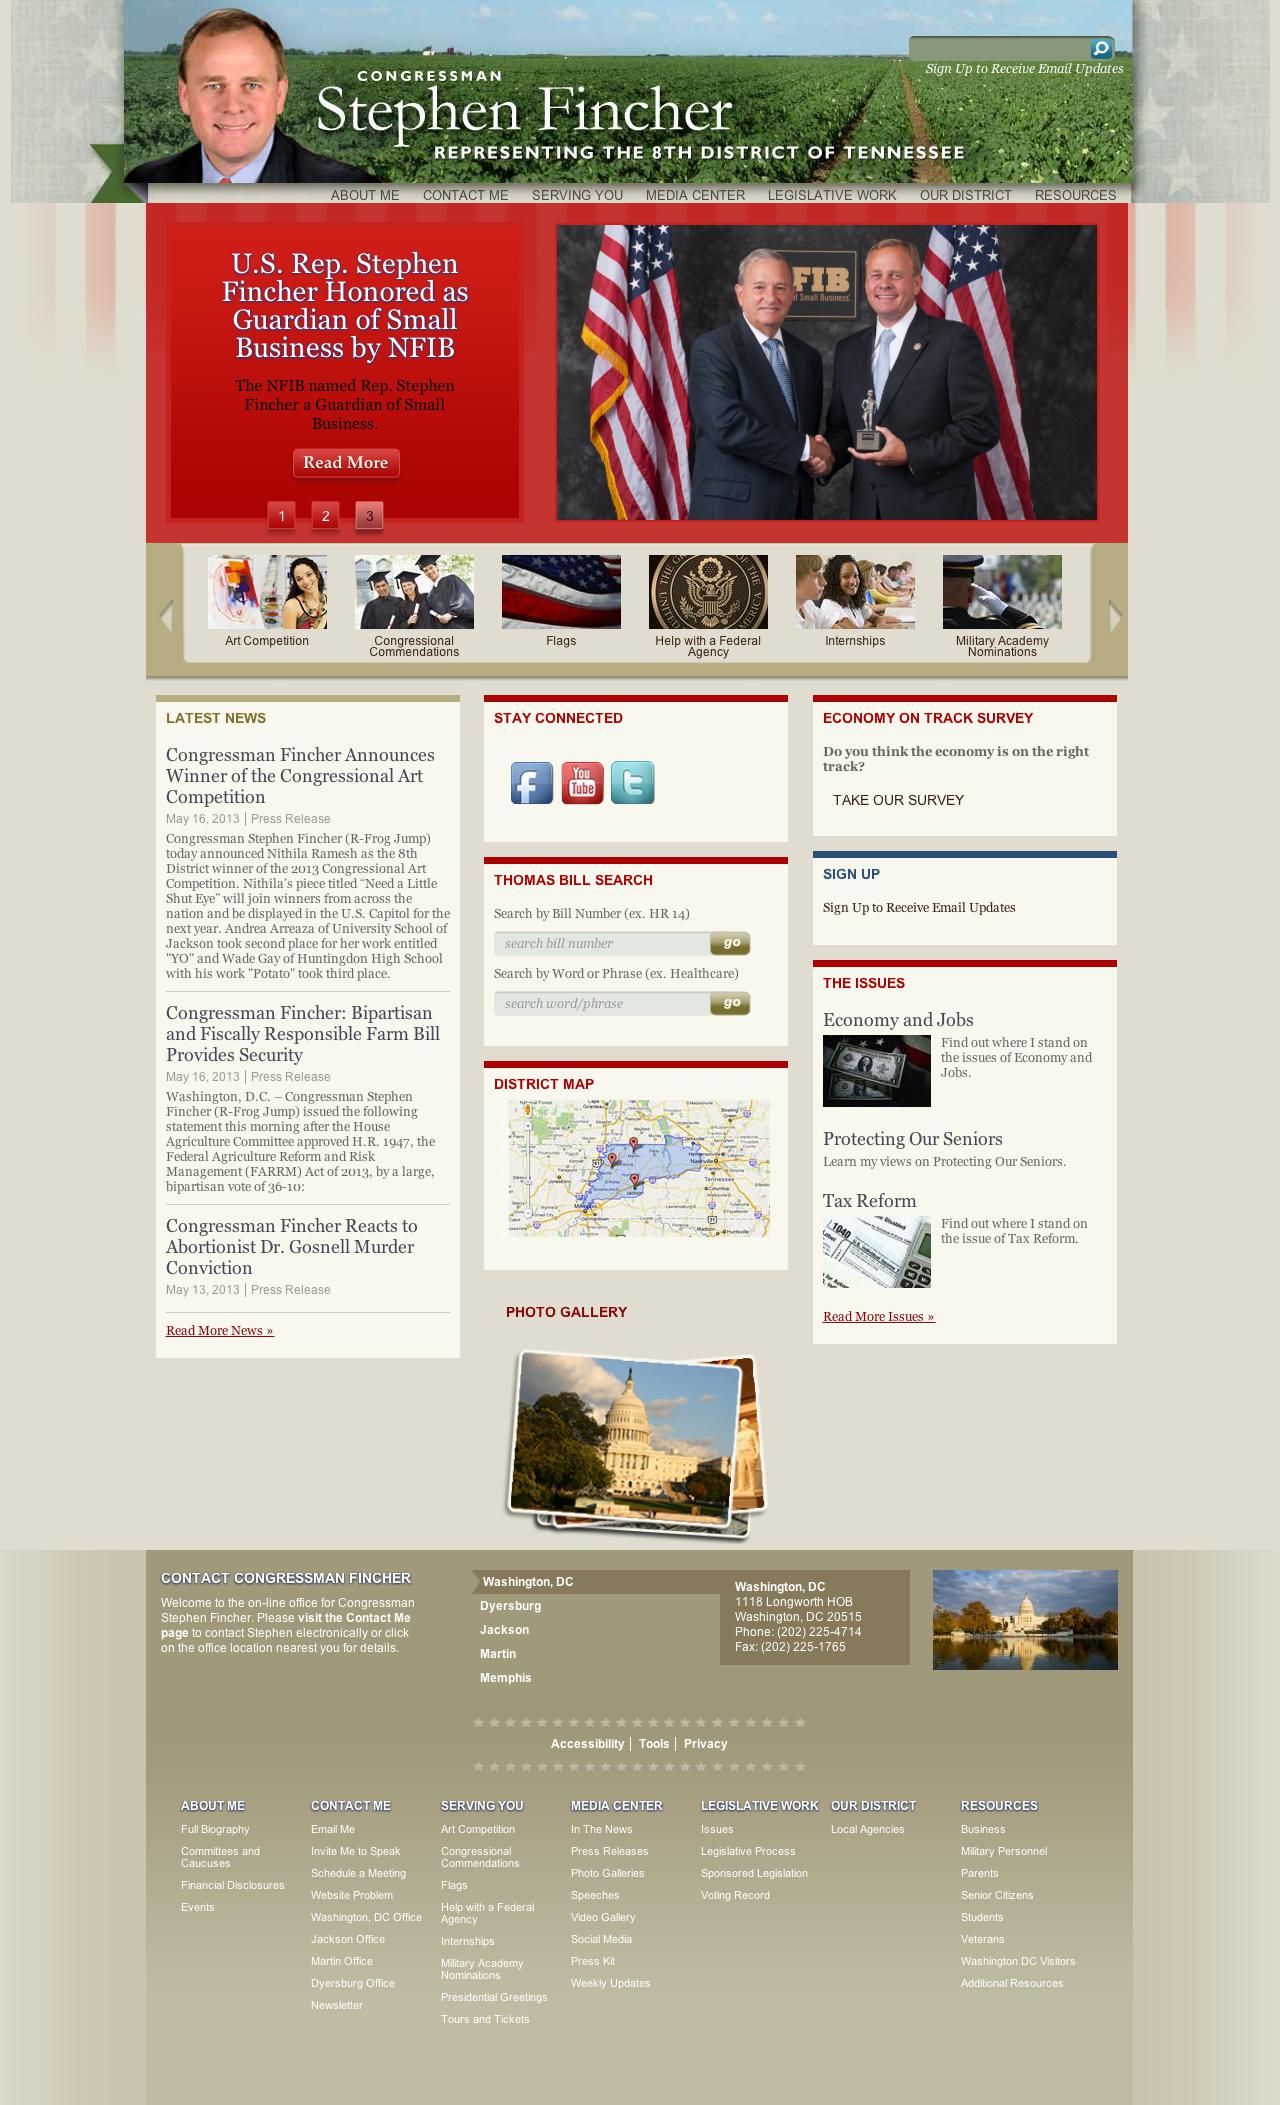 Sign Up to Receive Email Updates
CONGRESSMAN
Stephen Fincher
REPRESENTING THE 8TH DISTRICT OF TENNESSEE
ABOUT ME CONTACT ME SERVING YOU MEDIA CENTER LEGISLATIVE WORK OUR DISTRICT RESOURCES
U.S. Rep. Stephen
Fincher Honored as
Guardian of Small
Business by NFIB
The NFIB named Rep. Stephen
Fincher a Guardian of Small
Business.
Read More
1 2 3
FIB
of Small Business
Art Competition
Congressional
Commendations
Flags
Help with a Federal
Agency
Internships
Military Academy
Nominations
LATEST NEWS
Congressman Fincher Announces
Winner of the Congressional Art
Competition
May 16, 2013 | Press Release
Congressman Stephen Fincher (R-Frog Jump)
today announced Nithila Ramesh as the 8th
District winner of the 2013 Congressional Art
Competition. Nithila's piece titled “Need a Little
Shut Eye” will join winners from across the
nation and be displayed in the U.S. Capitol for the
next year. Andrea Arreaza of University School of
Jackson took second place for her work entitled
"YO" and Wade Gay of Huntingdon High School
with his work "Potato" took third place.
Congressman Fincher: Bipartisan
and Fiscally Responsible Farm Bill
Provides Security
May 16, 2013 | Press Release
Washington, D.C. – Congressman Stephen
Fincher (R-Frog Jump) issued the following
statement this morning after the House
Agriculture Committee approved H.R. 1947, the
Federal Agriculture Reform and Risk
Management (FARRM) Act of 2013, by a large,
bipartisan vote of 36-10:
Congressman Fincher Reacts to
Abortionist Dr. Gosnell Murder
Conviction
May 13, 2013 | Press Release
Read More News »
STAY CONNECTED
f You Tube t
THOMAS BILL SEARCH
Search by Bill Number (ex. HR 14)
search bill number go
Search by Word or Phrase (ex. Healthcare)
search word/phrase go
DISTRICT MAP
PHOTO GALLERY
ECONOMY ON TRACK SURVEY
Do you think the economy is on the right
track?
TAKE OUR SURVEY
SIGN UP
Sign Up to Receive Email Updates
THE ISSUES
Economy and Jobs
Find out where I stand on
the issues of Economy and
Jobs.
Protecting Our Seniors
Learn my views on Protecting Our Seniors.
Tax Reform
1040
Find out where I stand on
the issue of Tax Reform.
Read More Issues »
CONTACT CONGRESSMAN FINCHER
Welcome to the on-line office for Congressman
Stephen Fincher. Please visit the Contact Me
page to contact Stephen electronically or click
on the office location nearest you for details.
Washington, DC
Dyersburg
Jackson
Martin
Memphis
Washington, DC
1118 Longworth HOB
Washington, DC 20515
Phone: (202) 225-4714
Fax: (202) 225-1765
Accessibility | Tools | Privacy
ABOUT ME
Full Biography
Committees and
Caucuses
Financial Disclosures
Events
CONTACT ME
Email Me
Invite Me to Speak
Schedule a Meeting
Website Problem
Washington, DC Office
Jackson Office
Martin Office
Dyersburg Office
Newsletter
SERVING YOU
Art Competition
Congressional
Commendations
Flags
Help with a Federal
Agency
Internships
Military Academy
Nominations
Presidential Greetings
Tours and Tickets
MEDIA CENTER
In The News
Press Releases
Photo Galleries
Speeches
Video Gallery
Social Media
Press Kit
Weekly Updates
LEGISLATIVE WORK
Issues
Legislative Process
Sponsored Legislation
Voting Record
OUR DISTRICT
Local Agencies
RESOURCES
Business
Military Personnel
Parents
Senior Citizens
Students
Veterans
Washington DC Visitors
Additional Resources